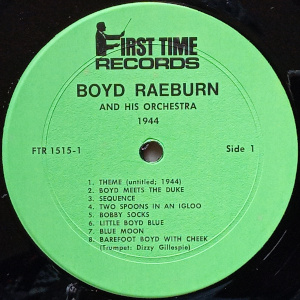 FIRST TIME
RECORDS
BOYD RAEBURN
AND HIS ORCHESTRA
1944
FTR 1515-1
Side 1
1. THEME (untitled; 1944)
2. BOYD MEETS THE DUKE
3. SEQUENCE
4. TWO SPOONS IN AN IGLOO
5. BOBBY SOCKS
6. LITTLE BOYD BLUE
7. BLUE MOON
8. BAREFOOT BOYD WITH CHEEK
(Trumpet: Dizzy Gillespie)